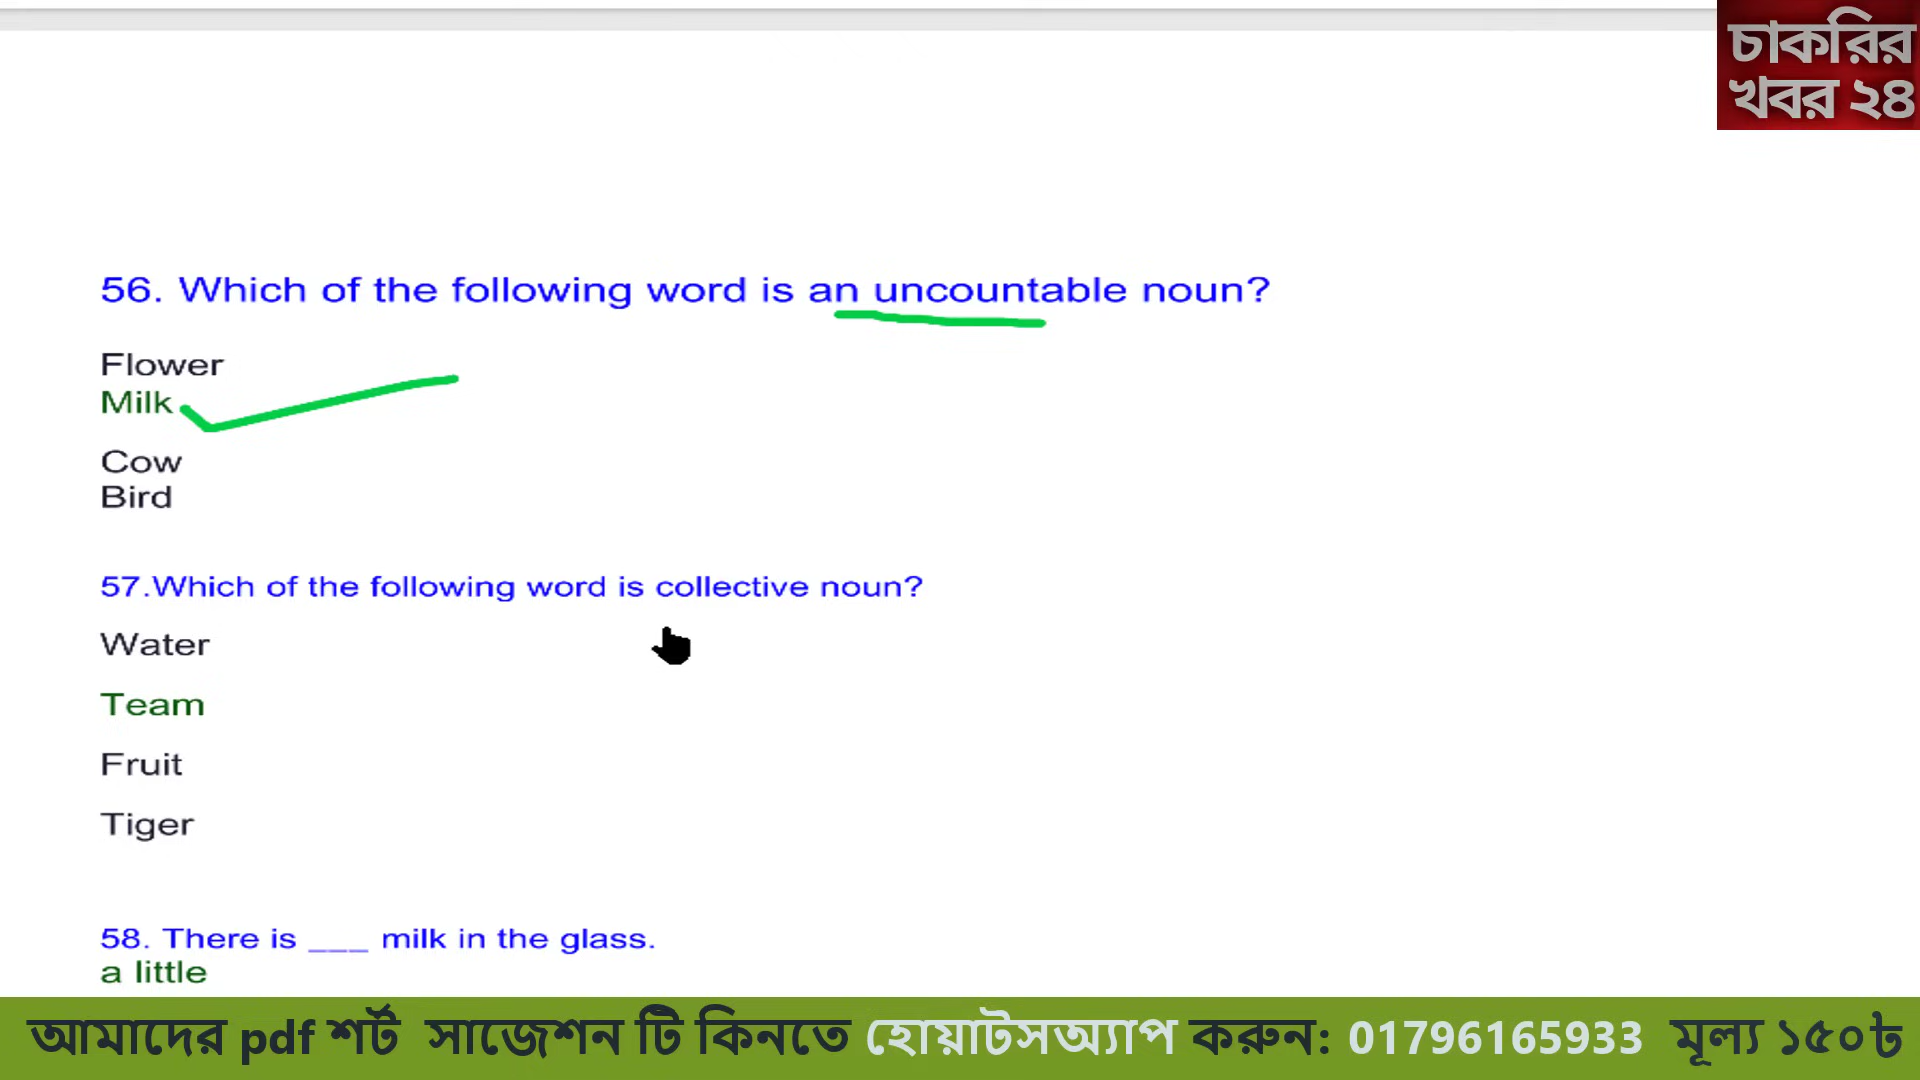 চাকরির
খবর ২৪
56. Which of the following word is an uncountable noun?
Flower
Milk
Cow
Bird
57.Which of the following word is collective noun?
Water
Team
Fruit
Tiger
58. There is ___ milk in the glass.
a little
আমাদের pdf শর্ট সাজেশন টি কিনতে হোয়াটসঅ্যাপ করুন: 01796165933 মূল্য ১৫০৳